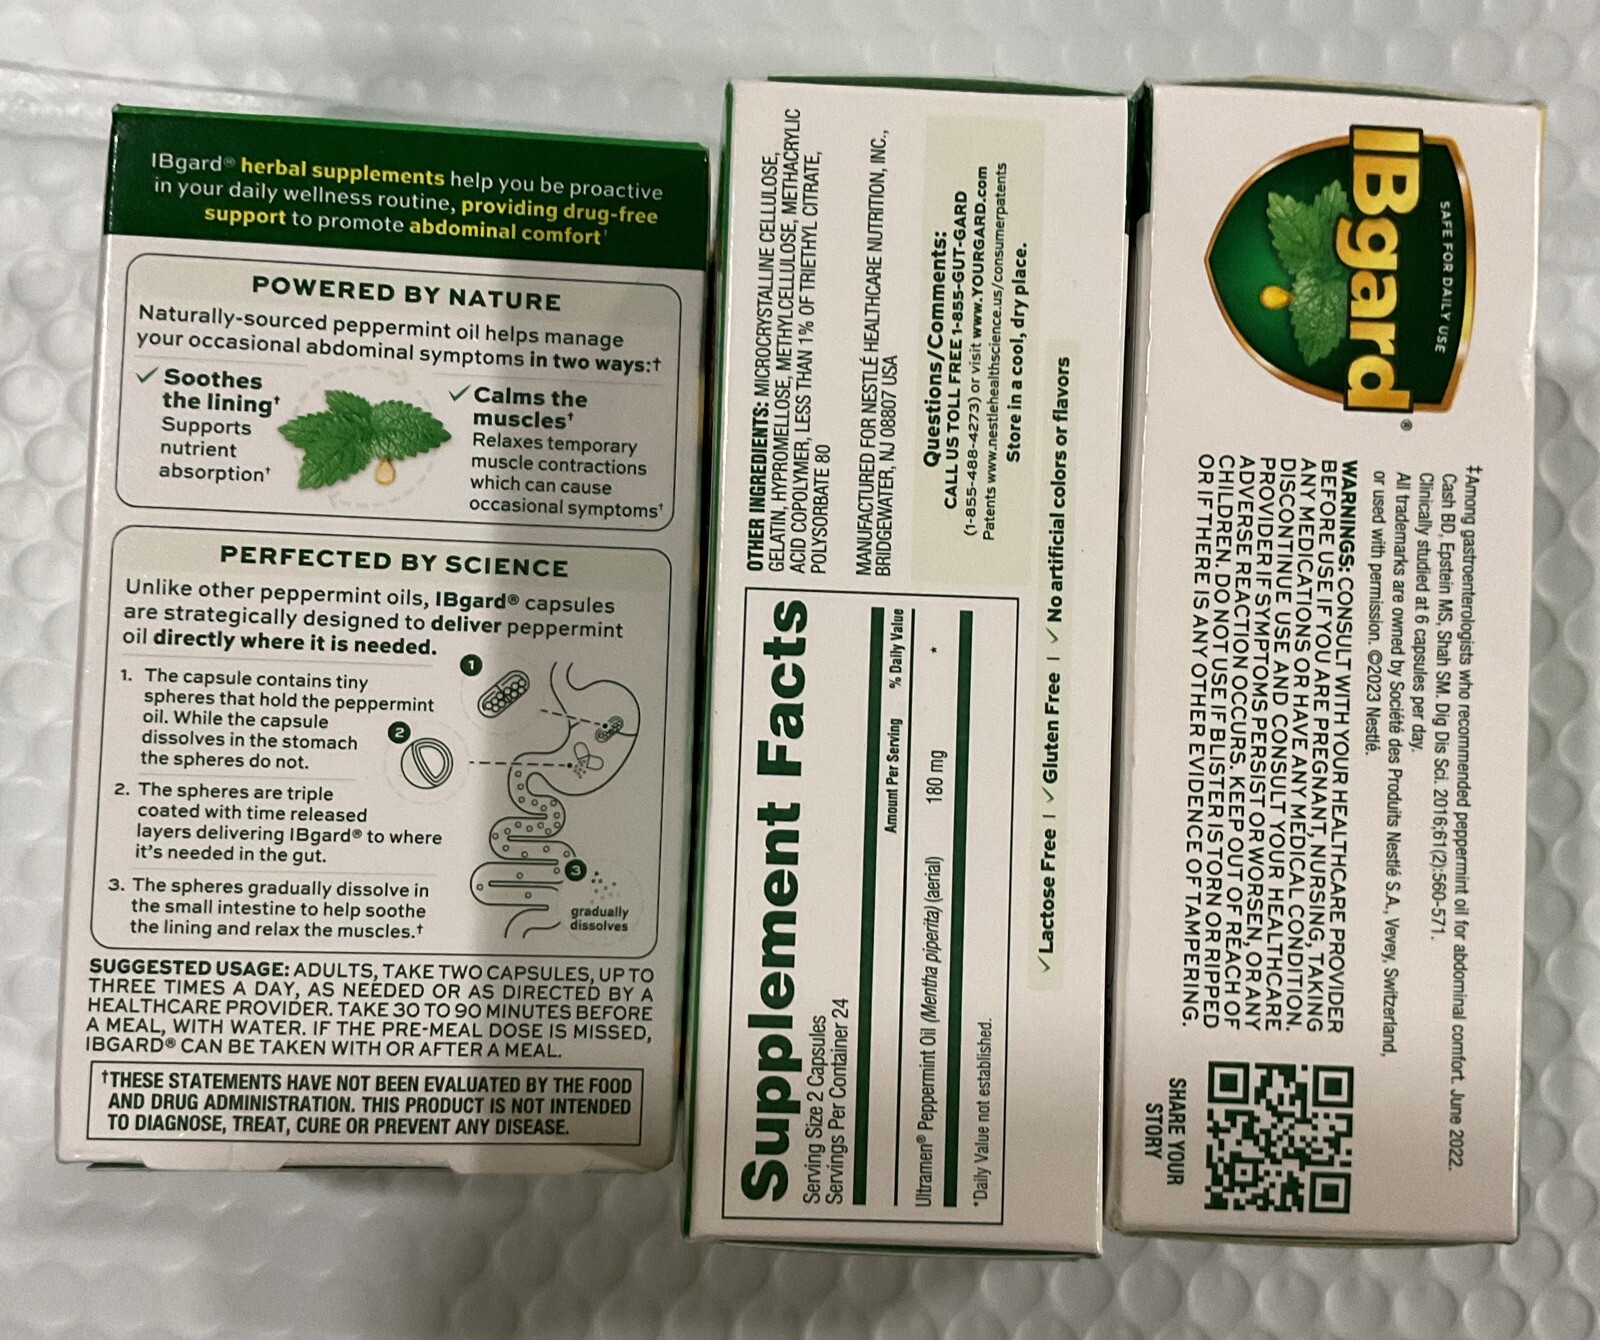 IBgard® herbal supplements help you be proactive
in your daily wellness routine, providing drug-free
support to promote abdominal comfort†
POWERED BY NATURE
Naturally-sourced peppermint oil helps manage
your occasional abdominal symptoms in two ways:†
✓ Soothes
the lining†
Supports
nutrient
absorption†
✓ Calms the
muscles†
Relaxes temporary
muscle contractions
which can cause
occasional symptoms†
PERFECTED BY SCIENCE
Unlike other peppermint oils, IBgard® capsules
are strategically designed to deliver peppermint
oil directly where it is needed.
1. The capsule contains tiny
spheres that hold the peppermint
oil. While the capsule
dissolves in the stomach
the spheres do not.
2. The spheres are triple
coated with time released
layers delivering IBgard® to where
it's needed in the gut.
3. The spheres gradually dissolve in
the small intestine to help soothe
the lining and relax the muscles.†
1
2
3
gradually
dissolves
SUGGESTED USAGE: ADULTS, TAKE TWO CAPSULES, UP TO
THREE TIMES A DAY, AS NEEDED OR AS DIRECTED BY A
HEALTHCARE PROVIDER. TAKE 30 TO 90 MINUTES BEFORE
A MEAL, WITH WATER. IF THE PRE-MEAL DOSE IS MISSED,
IBGARD® CAN BE TAKEN WITH OR AFTER A MEAL.
†THESE STATEMENTS HAVE NOT BEEN EVALUATED BY THE FOOD
AND DRUG ADMINISTRATION. THIS PRODUCT IS NOT INTENDED
TO DIAGNOSE, TREAT, CURE OR PREVENT ANY DISEASE.
Supplement Facts
Serving Size 2 Capsules
Servings Per Container 24
Amount Per Serving % Daily Value
Ultramen® Peppermint Oil (Mentha piperita) (aerial) 180 mg *
*Daily Value not established.
OTHER INGREDIENTS: MICROCRYSTALLINE CELLULOSE,
GELATIN, HYPROMELLOSE, METHYLCELLULOSE, METHACRYLIC
ACID COPOLYMER, LESS THAN 1% OF TRIETHYL CITRATE,
POLYSORBATE 80
MANUFACTURED FOR NESTLÉ HEALTHCARE NUTRITION, INC.,
BRIDGEWATER, NJ 08807 USA
Questions/Comments:
CALL US TOLL FREE 1-855-GUT-GARD
(1-855-488-4273) or visit www.YOURGARD.com
Patents www.nestlehealthscience.us/consumerpatents
Store in a cool, dry place.
✓ Lactose Free | ✓ Gluten Free | ✓ No artificial colors or flavors
SAFE FOR DAILY USE
IBgard®
‡Among gastroenterologists who recommended peppermint oil for abdominal comfort. June 2022.
Cash BD, Epstein MS, Shah SM. Dig Dis Sci. 2016;61(2):560-571.
Clinically studied at 6 capsules per day.
All trademarks are owned by Société des Produits Nestlé S.A., Vevey, Switzerland,
or used with permission. ©2023 Nestlé.
WARNINGS: CONSULT WITH YOUR HEALTHCARE PROVIDER
BEFORE USE IF YOU ARE PREGNANT, NURSING, TAKING
ANY MEDICATIONS OR HAVE ANY MEDICAL CONDITION.
DISCONTINUE USE AND CONSULT YOUR HEALTHCARE
PROVIDER IF SYMPTOMS PERSIST OR WORSEN, OR ANY
ADVERSE REACTION OCCURS. KEEP OUT OF REACH OF
CHILDREN. DO NOT USE IF BLISTER IS TORN OR RIPPED
OR IF THERE IS ANY OTHER EVIDENCE OF TAMPERING.
SHARE YOUR
STORY